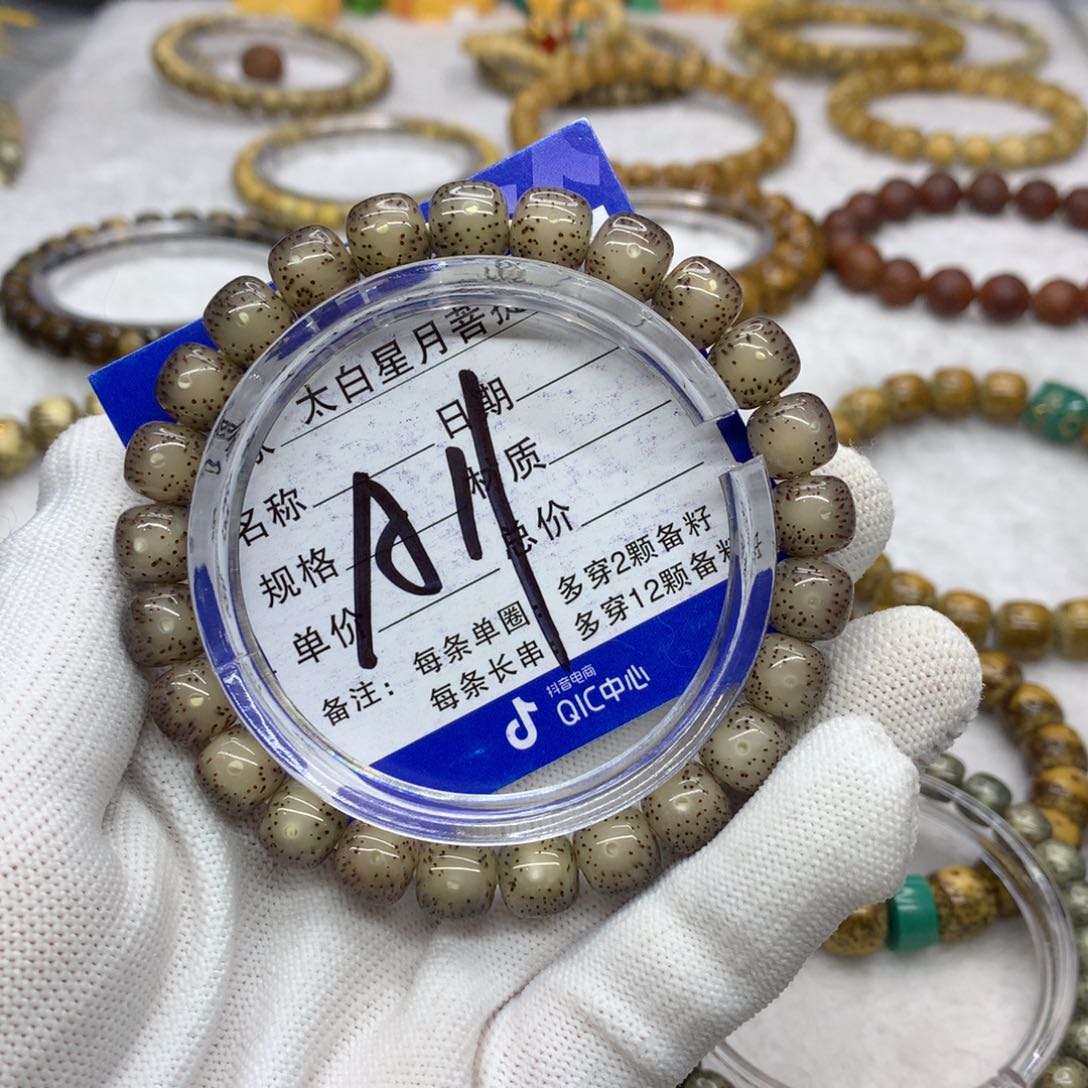 太白星月菩提
名称 日期
规格 材质
单价 总价
备注： 每条单圈 多穿2颗备籽
每条长串 多穿12颗备籽
抖音电商
QIC中心
A11